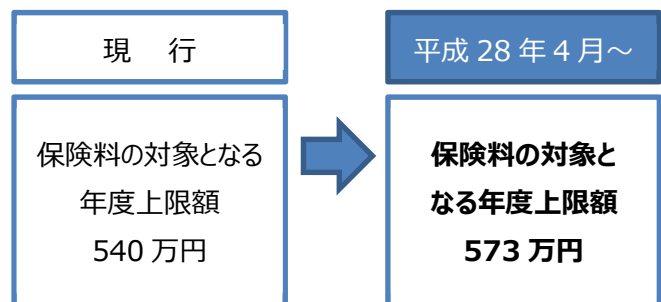 現　行
保険料の対象となる
年度上限額
540 万円
平成 28 年 4 月～
保険料の対象と
なる年度上限額
573 万円